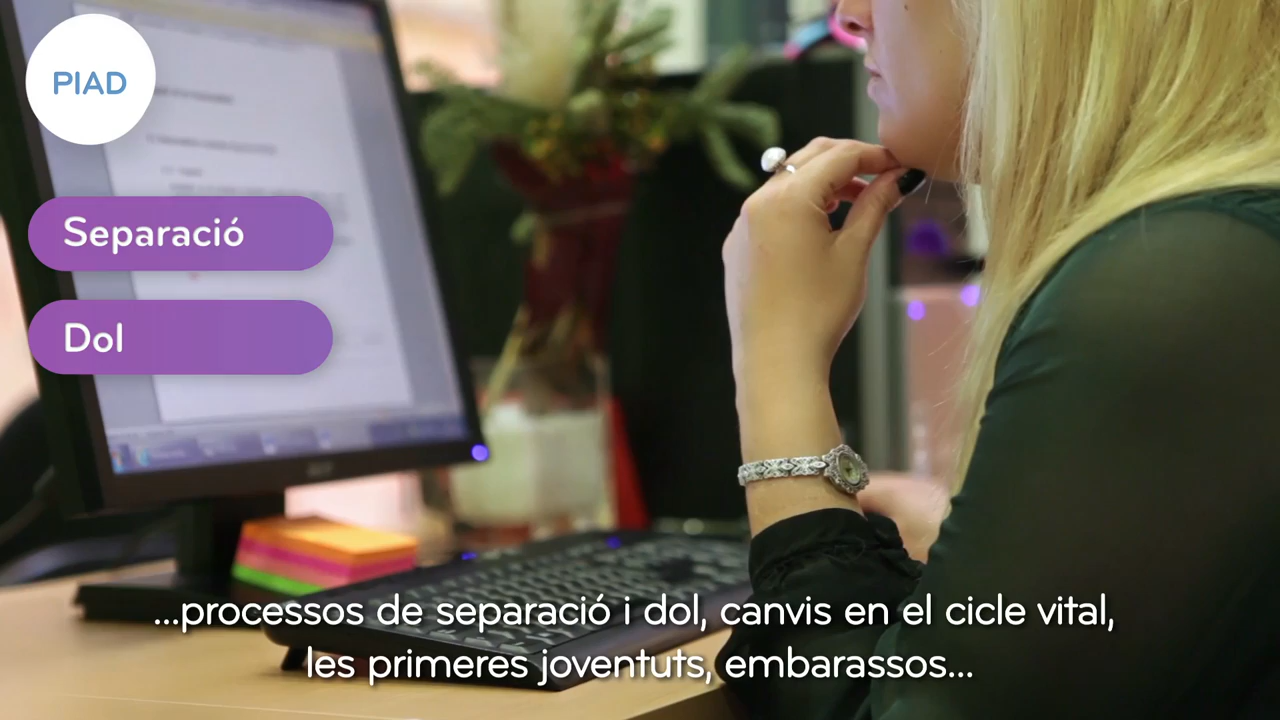 PIAD
Separació
Dol
...processos de separació i dol, canvis en el cicle vital,
les primeres joventuts, embarassos...